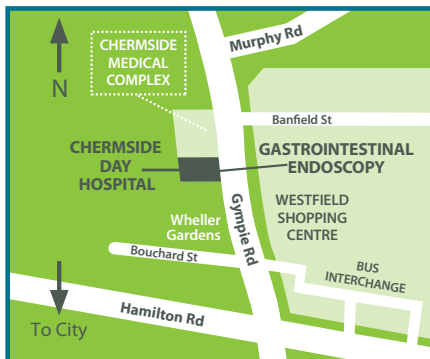 Murphy Rd
CHERMSIDE
MEDICAL
COMPLEX
N
Banfield St
CHERMSIDE
DAY
HOSPITAL
GASTROINTESTINAL
ENDOSCOPY
WESTFIELD
SHOPPING
CENTRE
Gympie Rd
Wheller
Gardens
Bouchard St
BUS
INTERCHANGE
Hamilton Rd
To City